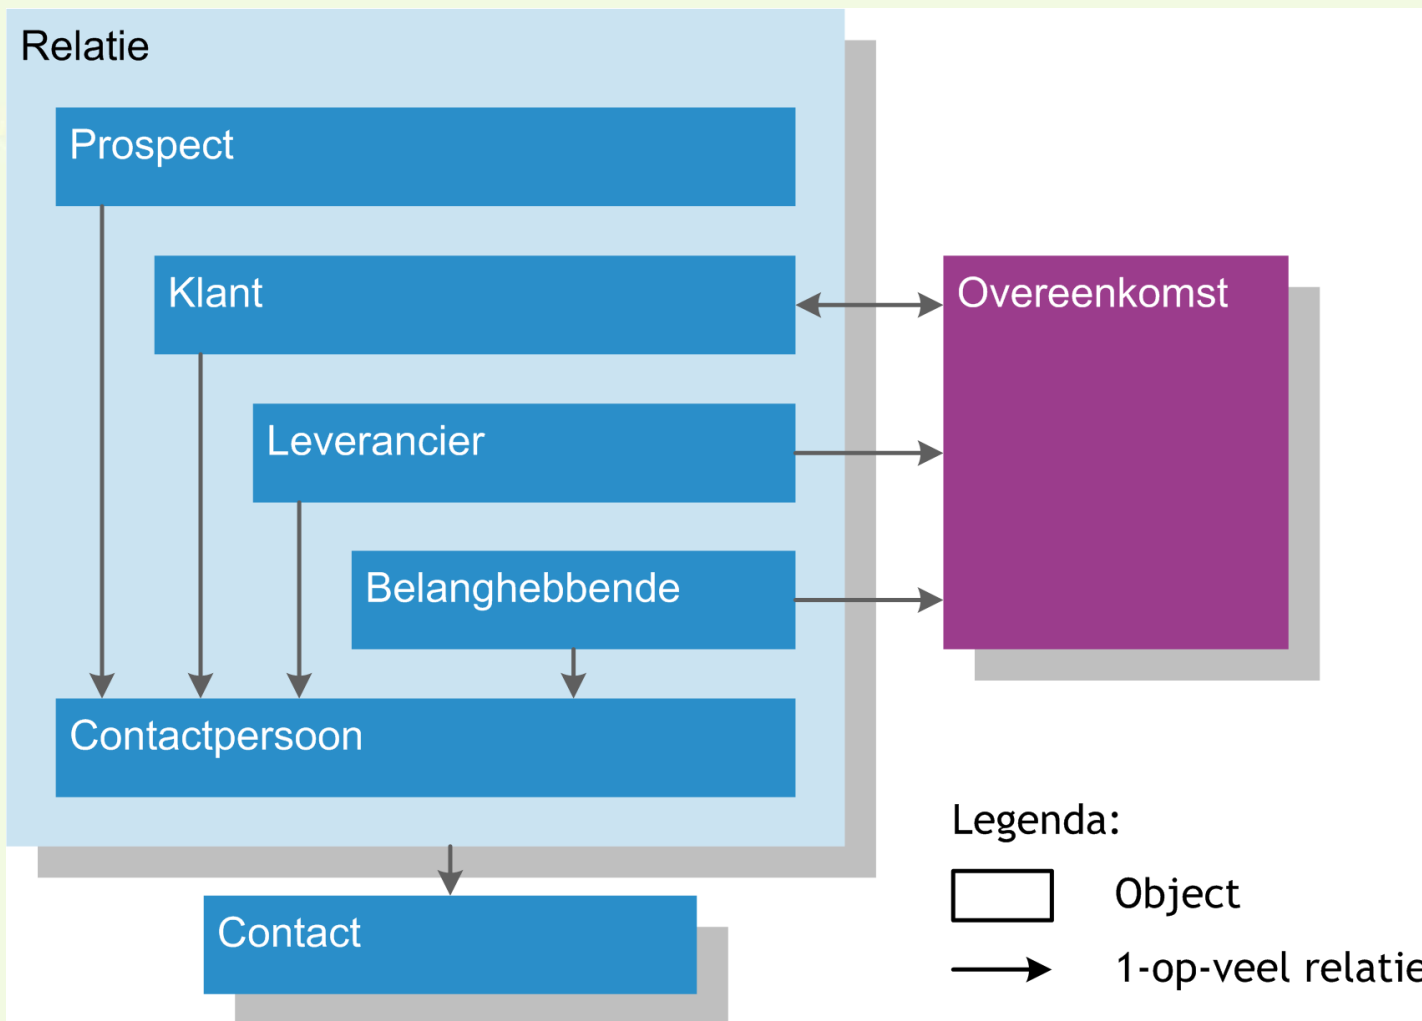 Relatie
Prospect
Klant
Overeenkomst
Leverancier
Belanghebbende
Contactpersoon
Legenda:
Object
Contact
1-op-veel relatie